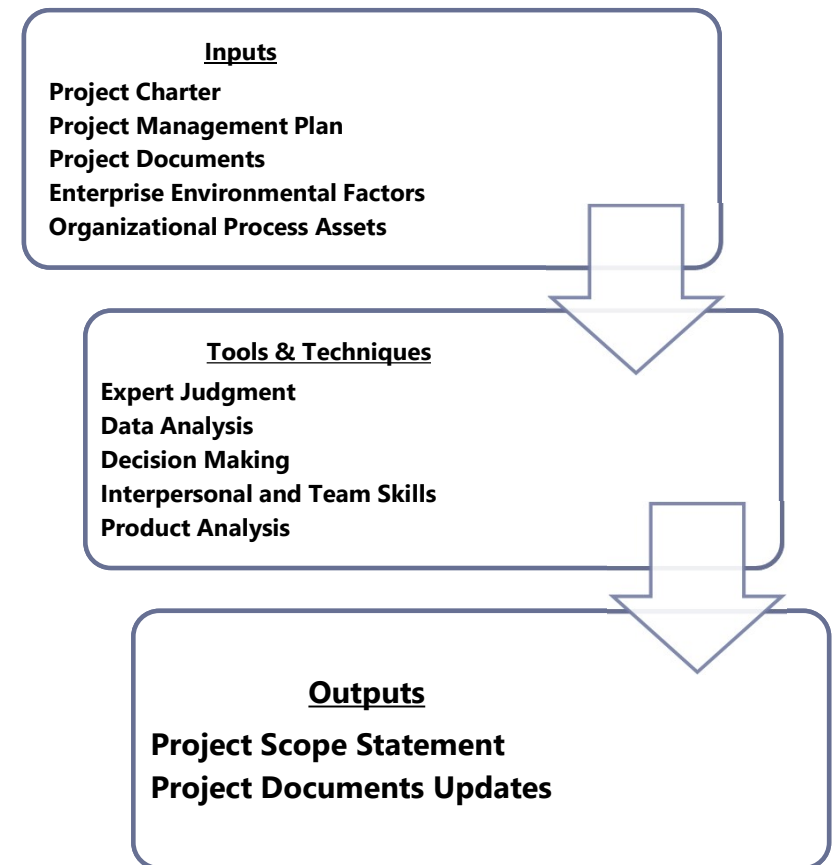 Inputs
Project Charter
Project Management Plan
Project Documents
Enterprise Environmental Factors
Organizational Process Assets
Tools & Techniques
Expert Judgment
Data Analysis
Decision Making
Interpersonal and Team Skills
Product Analysis
Outputs
Project Scope Statement
Project Documents Updates